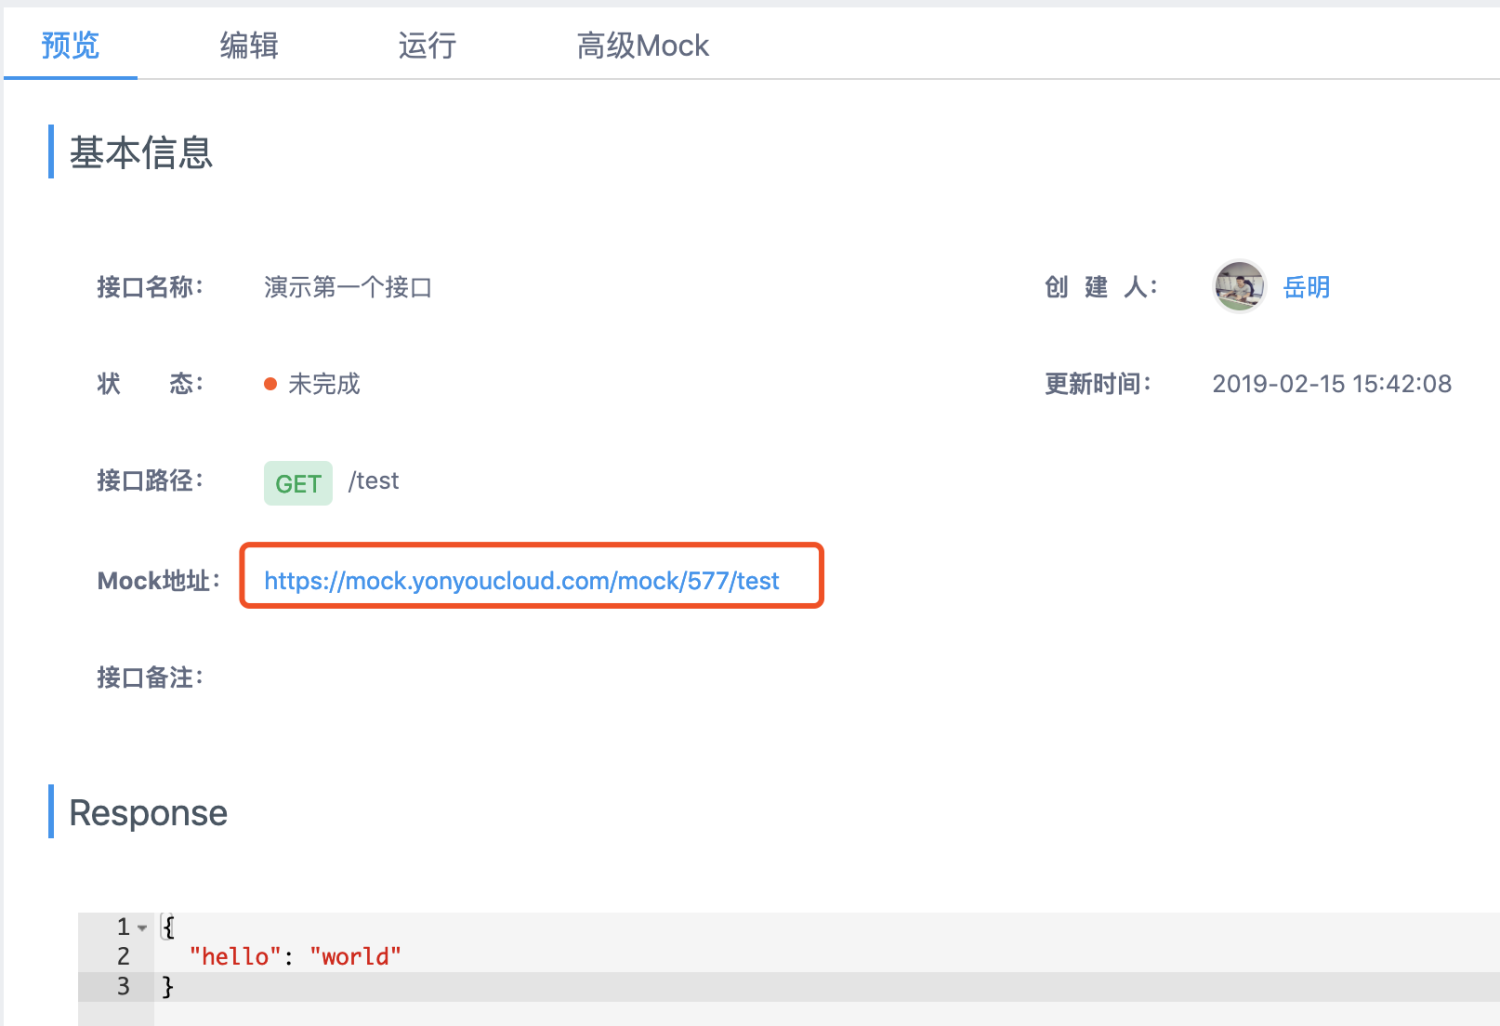 预览 编辑 运行 高级Mock
基本信息
接口名称： 演示第一个接口 创 建 人： 岳明
状 态： 未完成 更新时间： 2019-02-15 15:42:08
接口路径： GET /test
Mock地址： https://mock.yonyoucloud.com/mock/577/test
接口备注：
Response
1 {
2 "hello": "world"
3 }